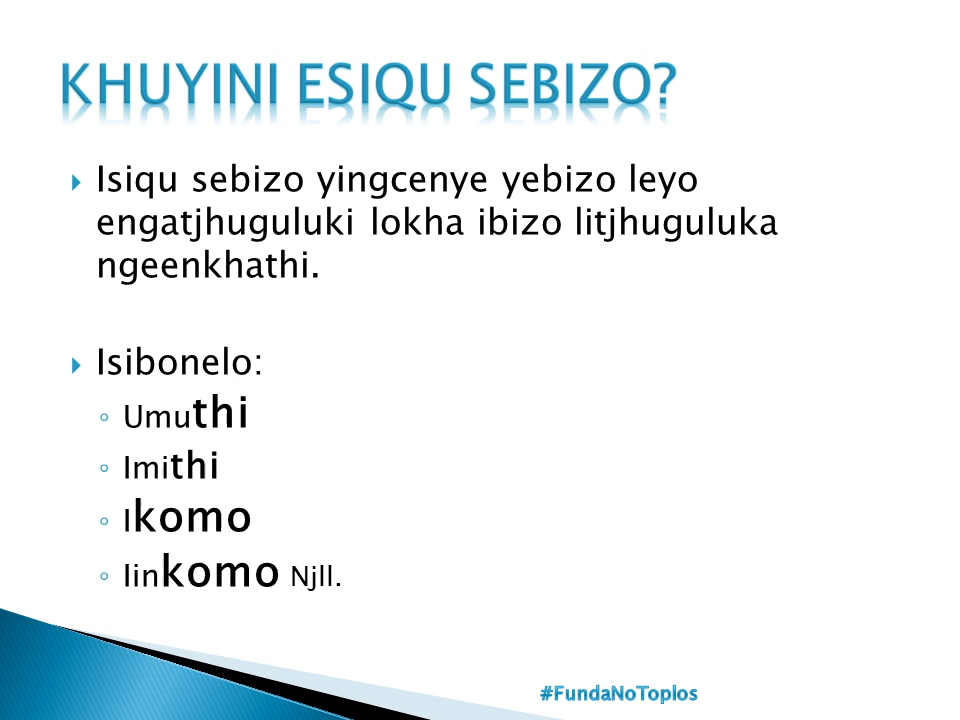 KHUYINI ESIQU SEBIZO?
Isiqu sebizo yingcenye yebizo leyo
engatjhuguluki lokha ibizo litjhuguluka
ngeenkhathi.
Isibonelo:
Umuthi
Imithi
Ikomo
Iinkomo Njll.
#FundaNoToplos